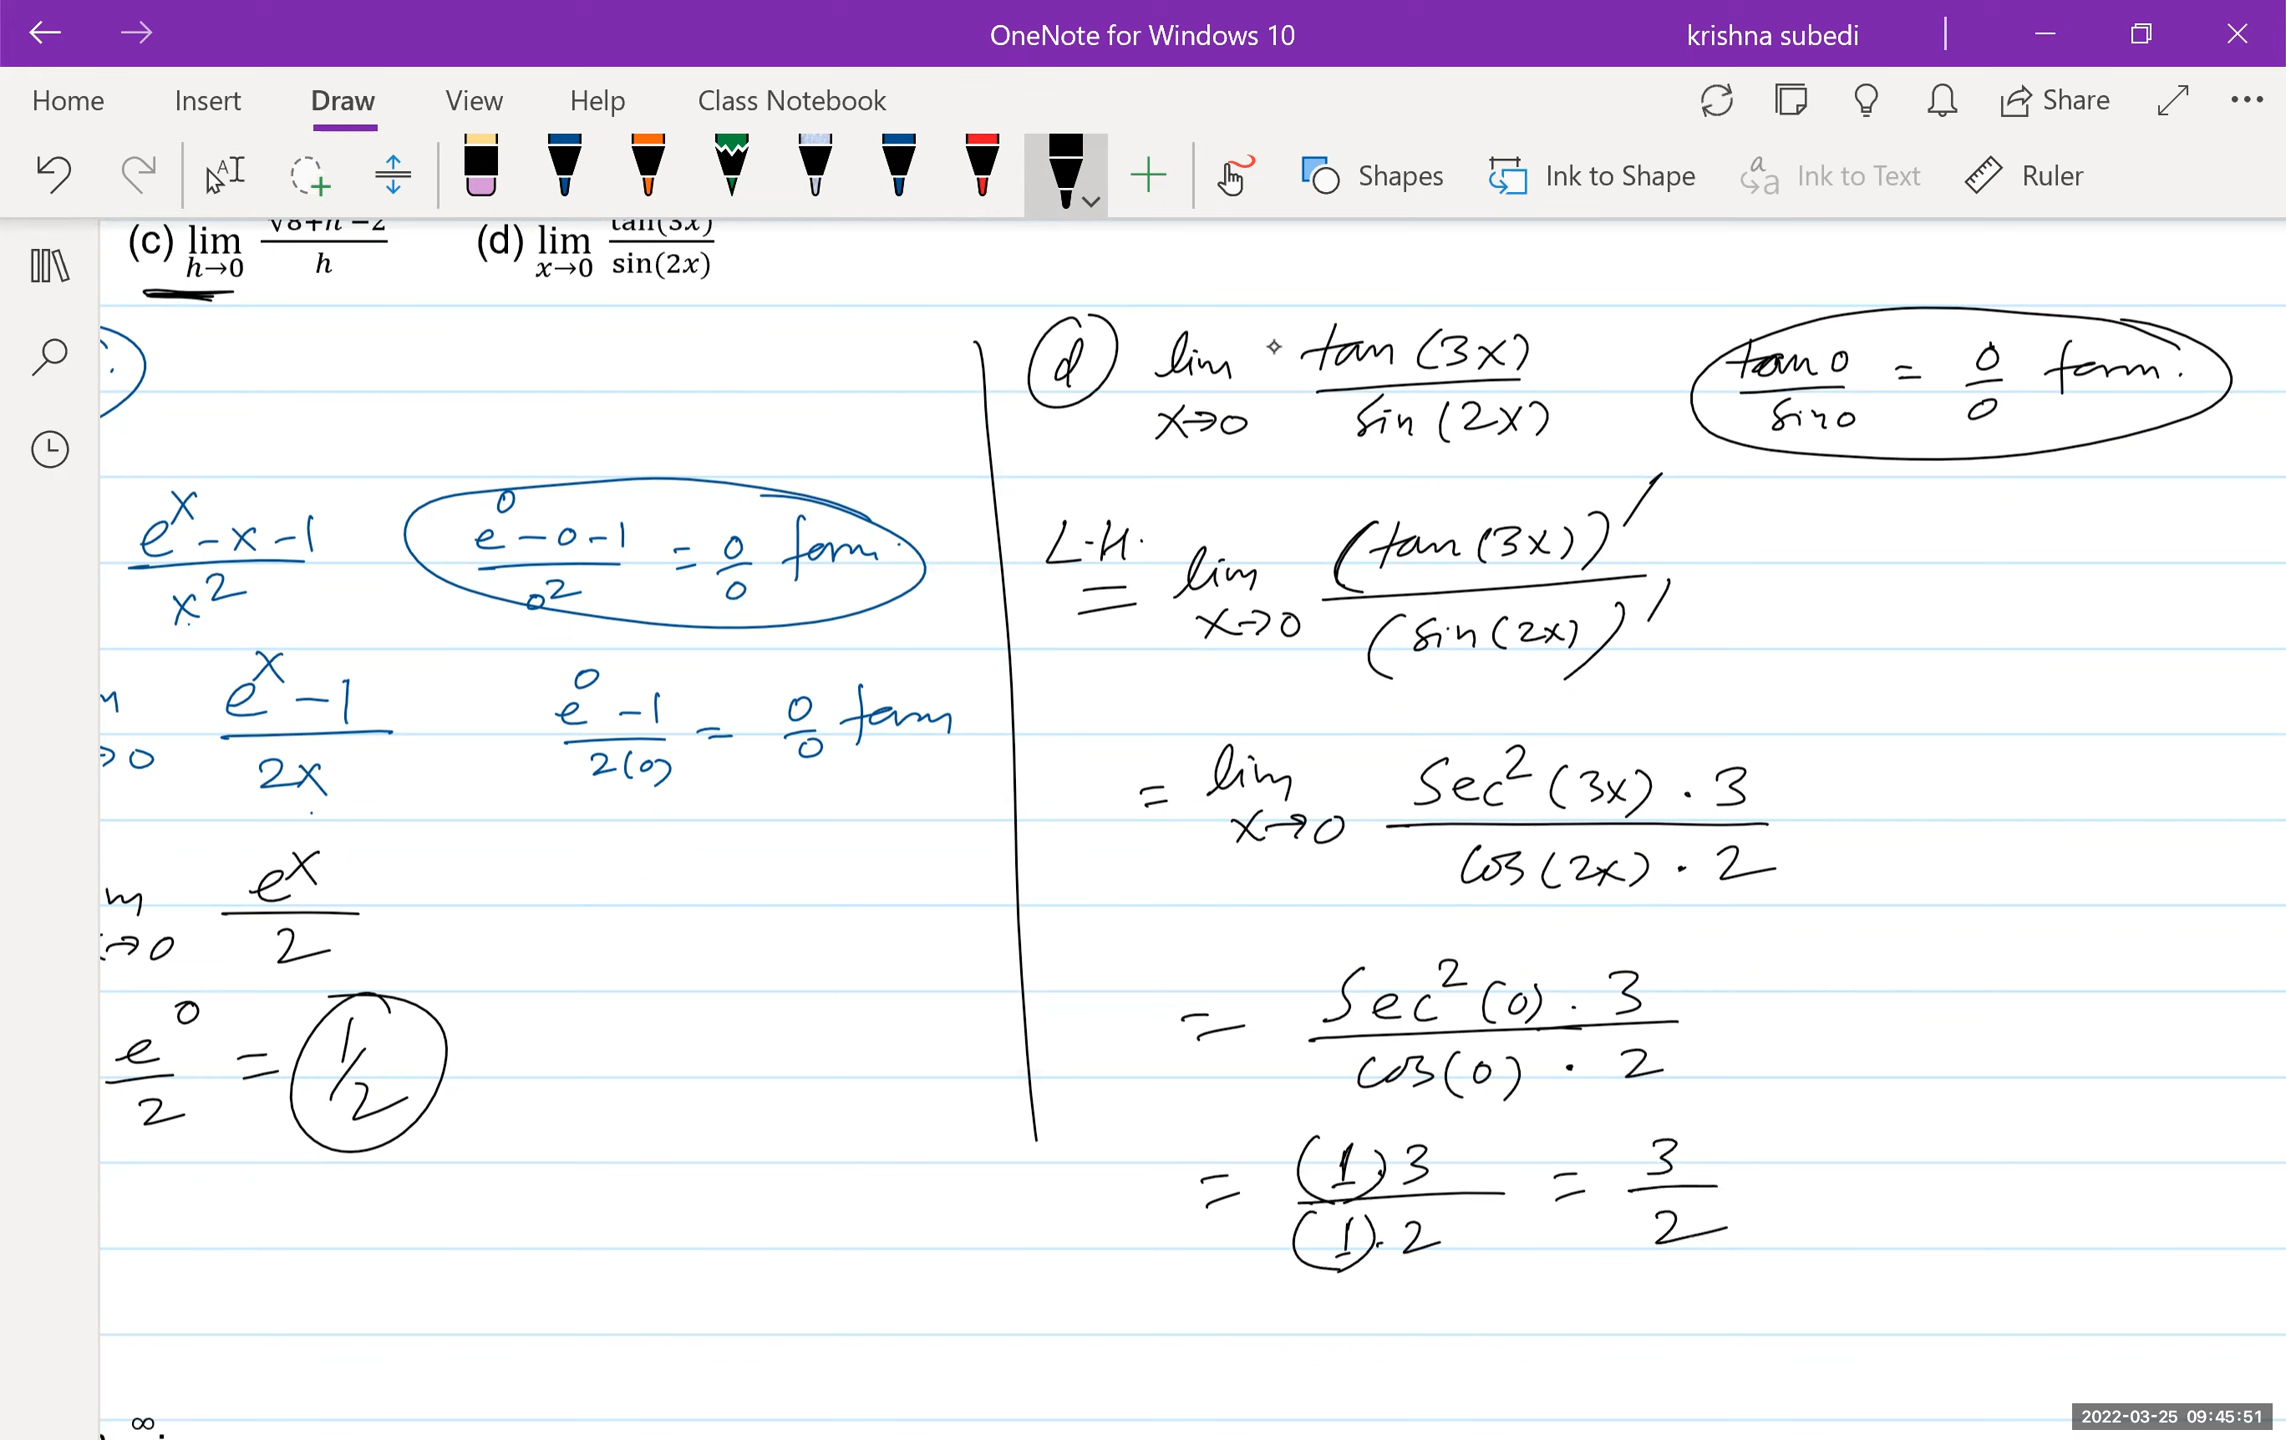 OneNote for Windows 10
krishna subedi
Home Insert Draw View Help Class Notebook Share
Shapes Ink to Shape Ink to Text Ruler
(c) lim h→0 √8+h −2 / h (d) lim x→0 tan(3x) / sin(2x)
e^x - x - 1 / x^2 e^0 - 0 - 1 / 0^2 = 0/0 form.
→0 e^x - 1 / 2x e^0 - 1 / 2(0) = 0/0 form
→0 e^x / 2
e^0 / 2 = 1/2
(d) lim x→0 tan(3x) / sin(2x) tan 0 / sin 0 = 0/0 form.
L-H. = lim x→0 (tan(3x))' / (sin(2x))'
= lim x→0 Sec^2(3x) · 3 / cos(2x) · 2
= Sec^2(0) · 3 / cos(0) · 2
= (1)·3 / (1)·2 = 3/2
∞
2022-03-25 09:45:51